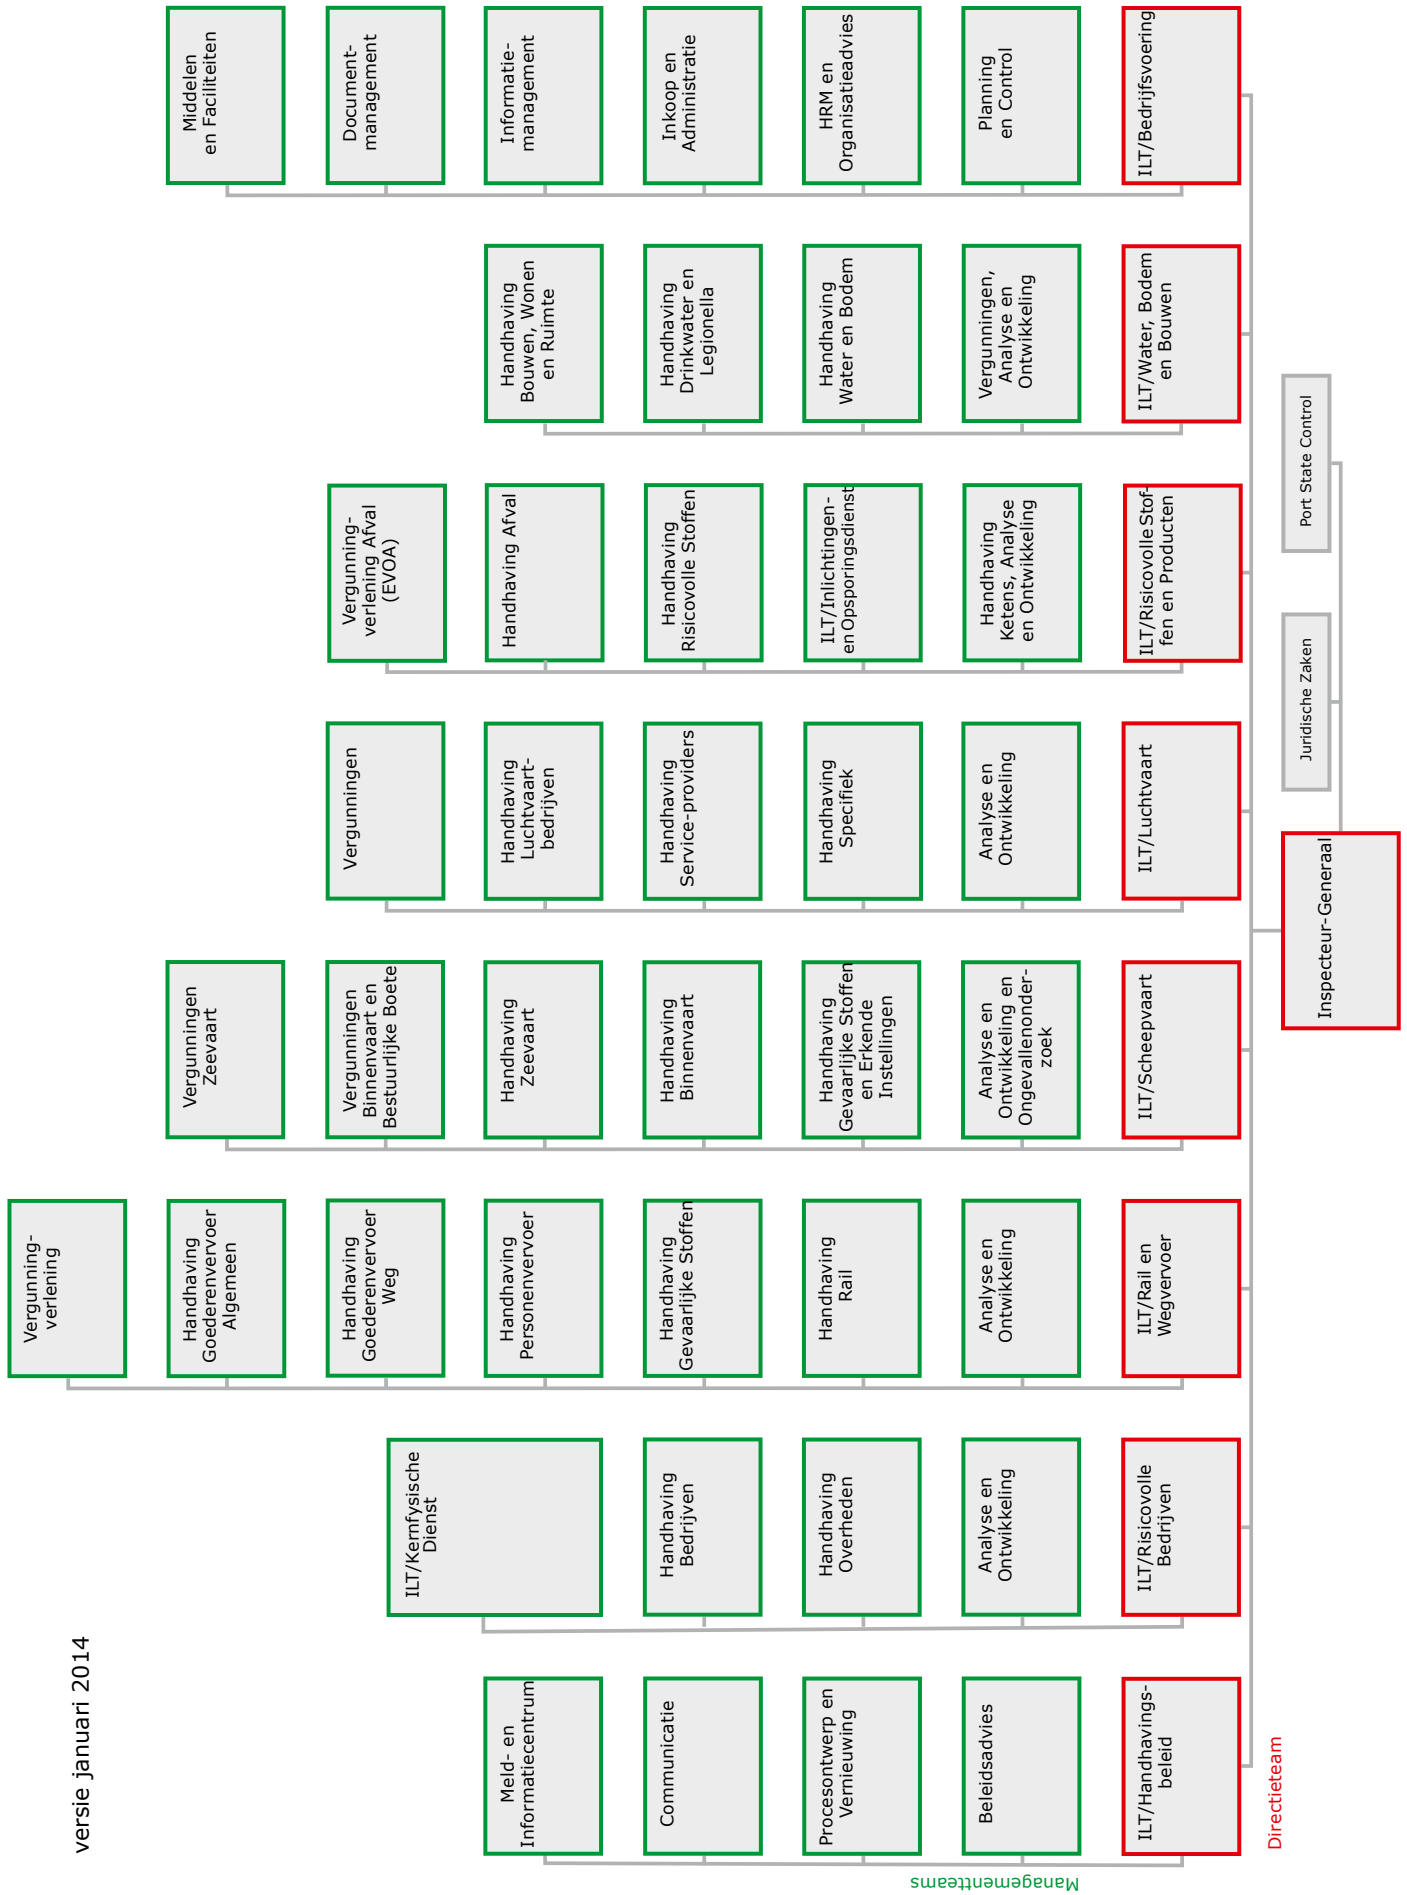 Inspecteur-Generaal
Juridische Zaken
Port State Control
Directieteam
Managementteams
ILT/Handhavings-
beleid
Beleidsadvies
Procesontwerp en
Vernieuwing
Communicatie
Meld- en
Informatiecentrum
ILT/Risicovolle
Bedrijven
Analyse en
Ontwikkeling
Handhaving
Overheden
Handhaving
Bedrijven
ILT/Kernfysische
Dienst
ILT/Rail en
Wegvervoer
Analyse en
Ontwikkeling
Handhaving
Rail
Handhaving
Gevaarlijke Stoffen
Handhaving
Personenvervoer
Handhaving
Goederenvervoer
Weg
Handhaving
Goederenvervoer
Algemeen
Vergunning-
verlening
ILT/Scheepvaart
Analyse en
Ontwikkeling en
Ongevallenonder-
zoek
Handhaving
Gevaarlijke Stoffen
en Erkende
Instellingen
Handhaving
Binnenvaart
Handhaving
Zeevaart
Vergunningen
Binnenvaart en
Bestuurlijke Boete
Vergunningen
Zeevaart
ILT/Luchtvaart
Analyse en
Ontwikkeling
Handhaving
Specifiek
Handhaving
Service-providers
Handhaving
Luchtvaart-
bedrijven
Vergunningen
ILT/Risicovolle Stof-
fen en Producten
Handhaving
Ketens, Analyse
en Ontwikkeling
ILT/Inlichtingen-
en Opsporingsdienst
Handhaving
Risicovolle Stoffen
Handhaving Afval
Vergunning-
verlening Afval
(EVOA)
ILT/Water, Bodem
en Bouwen
Vergunningen,
Analyse en
Ontwikkeling
Handhaving
Water en Bodem
Handhaving
Drinkwater en
Legionella
Handhaving
Bouwen, Wonen
en Ruimte
ILT/Bedrijfsvoering
Planning
en Control
HRM en
Organisatieadvies
Inkoop en
Administratie
Informatie-
management
Document-
management
Middelen
en Faciliteiten
versie januari 2014